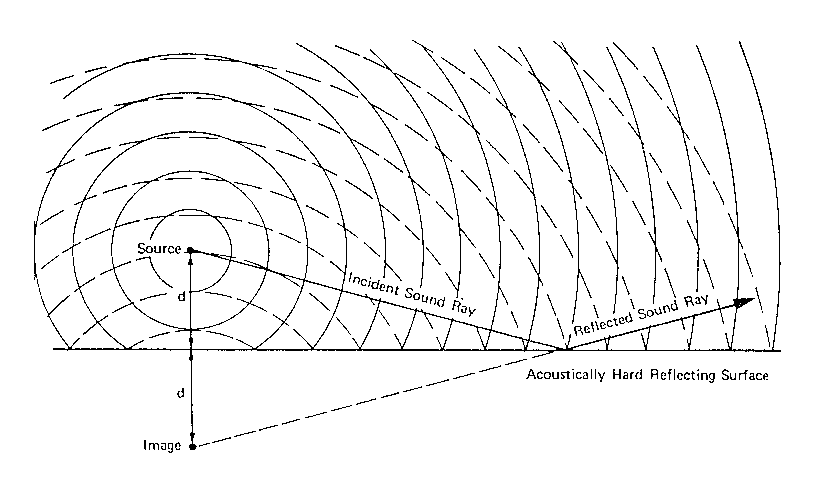 Source
d
Incident Sound Ray
Reflected Sound Ray
Acoustically Hard Reflecting Surface
d
Image